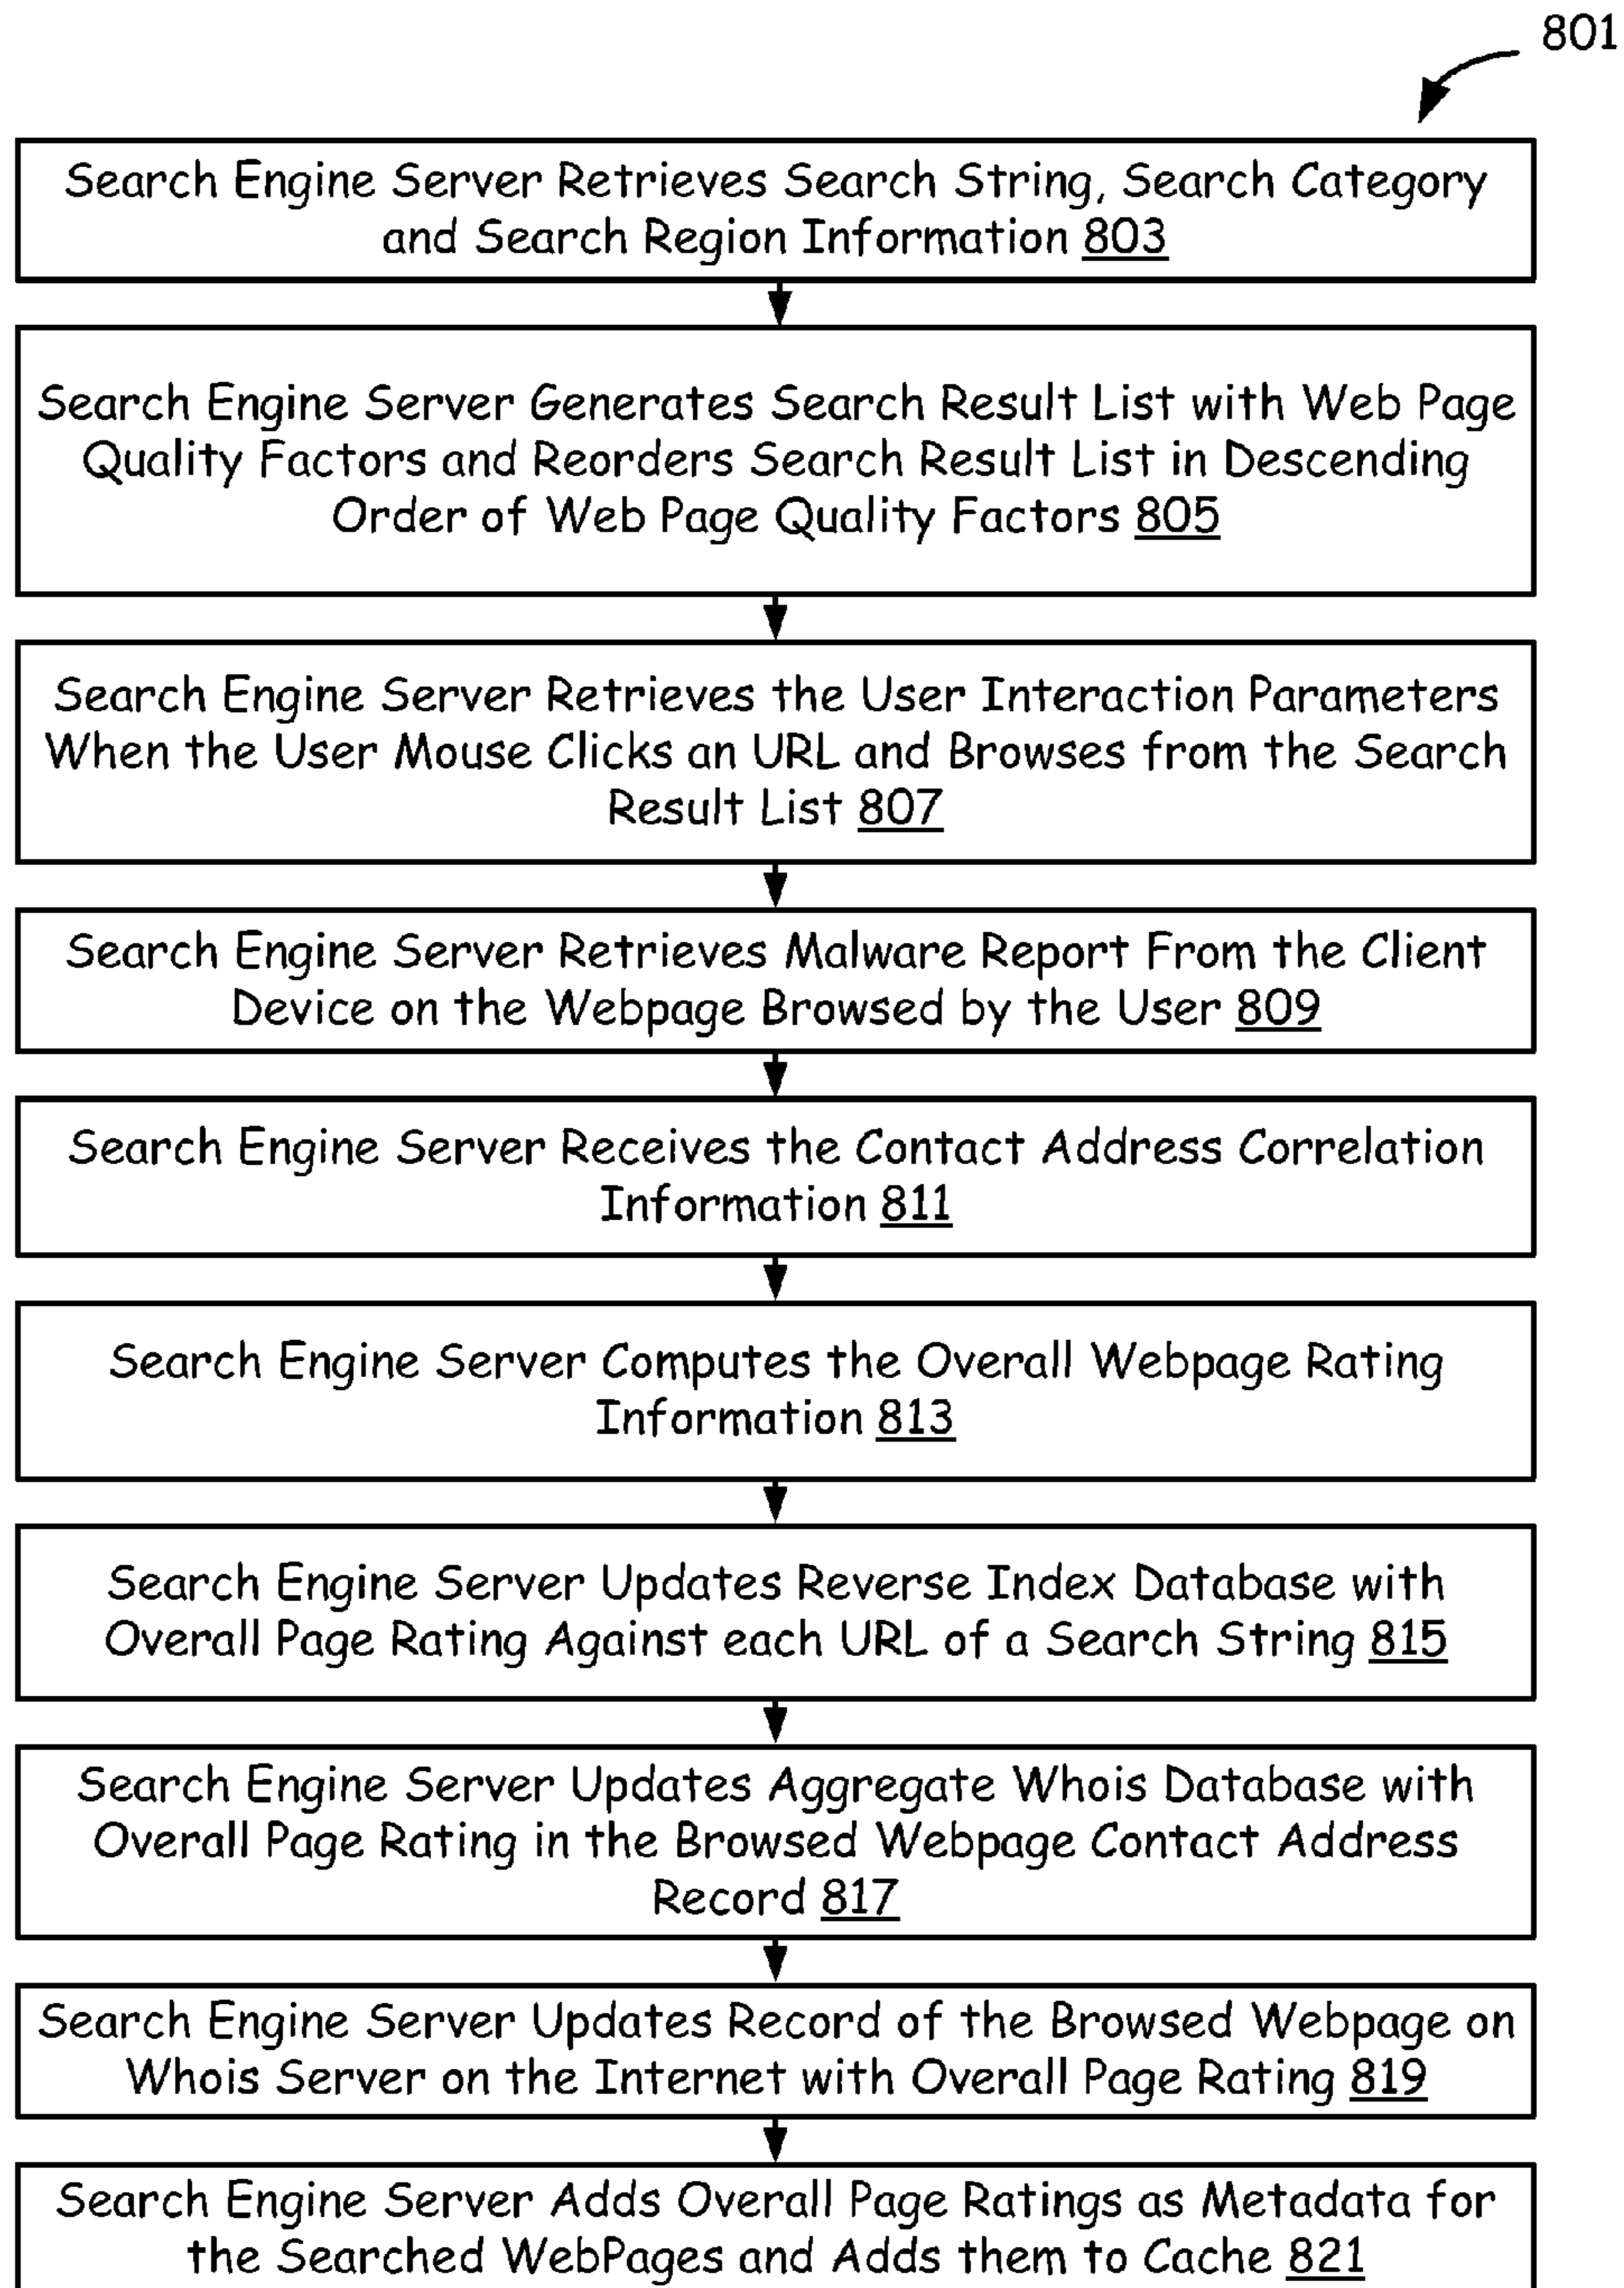 801
Search Engine Server Retrieves Search String, Search Category
and Search Region Information 803
Search Engine Server Generates Search Result List with Web Page
Quality Factors and Reorders Search Result List in Descending
Order of Web Page Quality Factors 805
Search Engine Server Retrieves the User Interaction Parameters
When the User Mouse Clicks an URL and Browses from the Search
Result List 807
Search Engine Server Retrieves Malware Report From the Client
Device on the Webpage Browsed by the User 809
Search Engine Server Receives the Contact Address Correlation
Information 811
Search Engine Server Computes the Overall Webpage Rating
Information 813
Search Engine Server Updates Reverse Index Database with
Overall Page Rating Against each URL of a Search String 815
Search Engine Server Updates Aggregate Whois Database with
Overall Page Rating in the Browsed Webpage Contact Address
Record 817
Search Engine Server Updates Record of the Browsed Webpage on
Whois Server on the Internet with Overall Page Rating 819
Search Engine Server Adds Overall Page Ratings as Metadata for
the Searched WebPages and Adds them to Cache 821